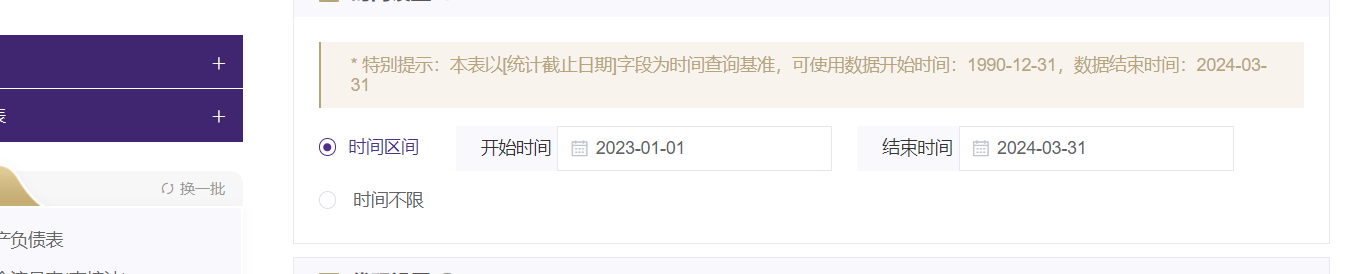 * 特别提示：本表以[统计截止日期]字段为时间查询基准，可使用数据开始时间：1990-12-31，数据结束时间：2024-03-
31
表
时间区间
开始时间
2023-01-01
结束时间
2024-03-31
换一批
时间不限
产负债表